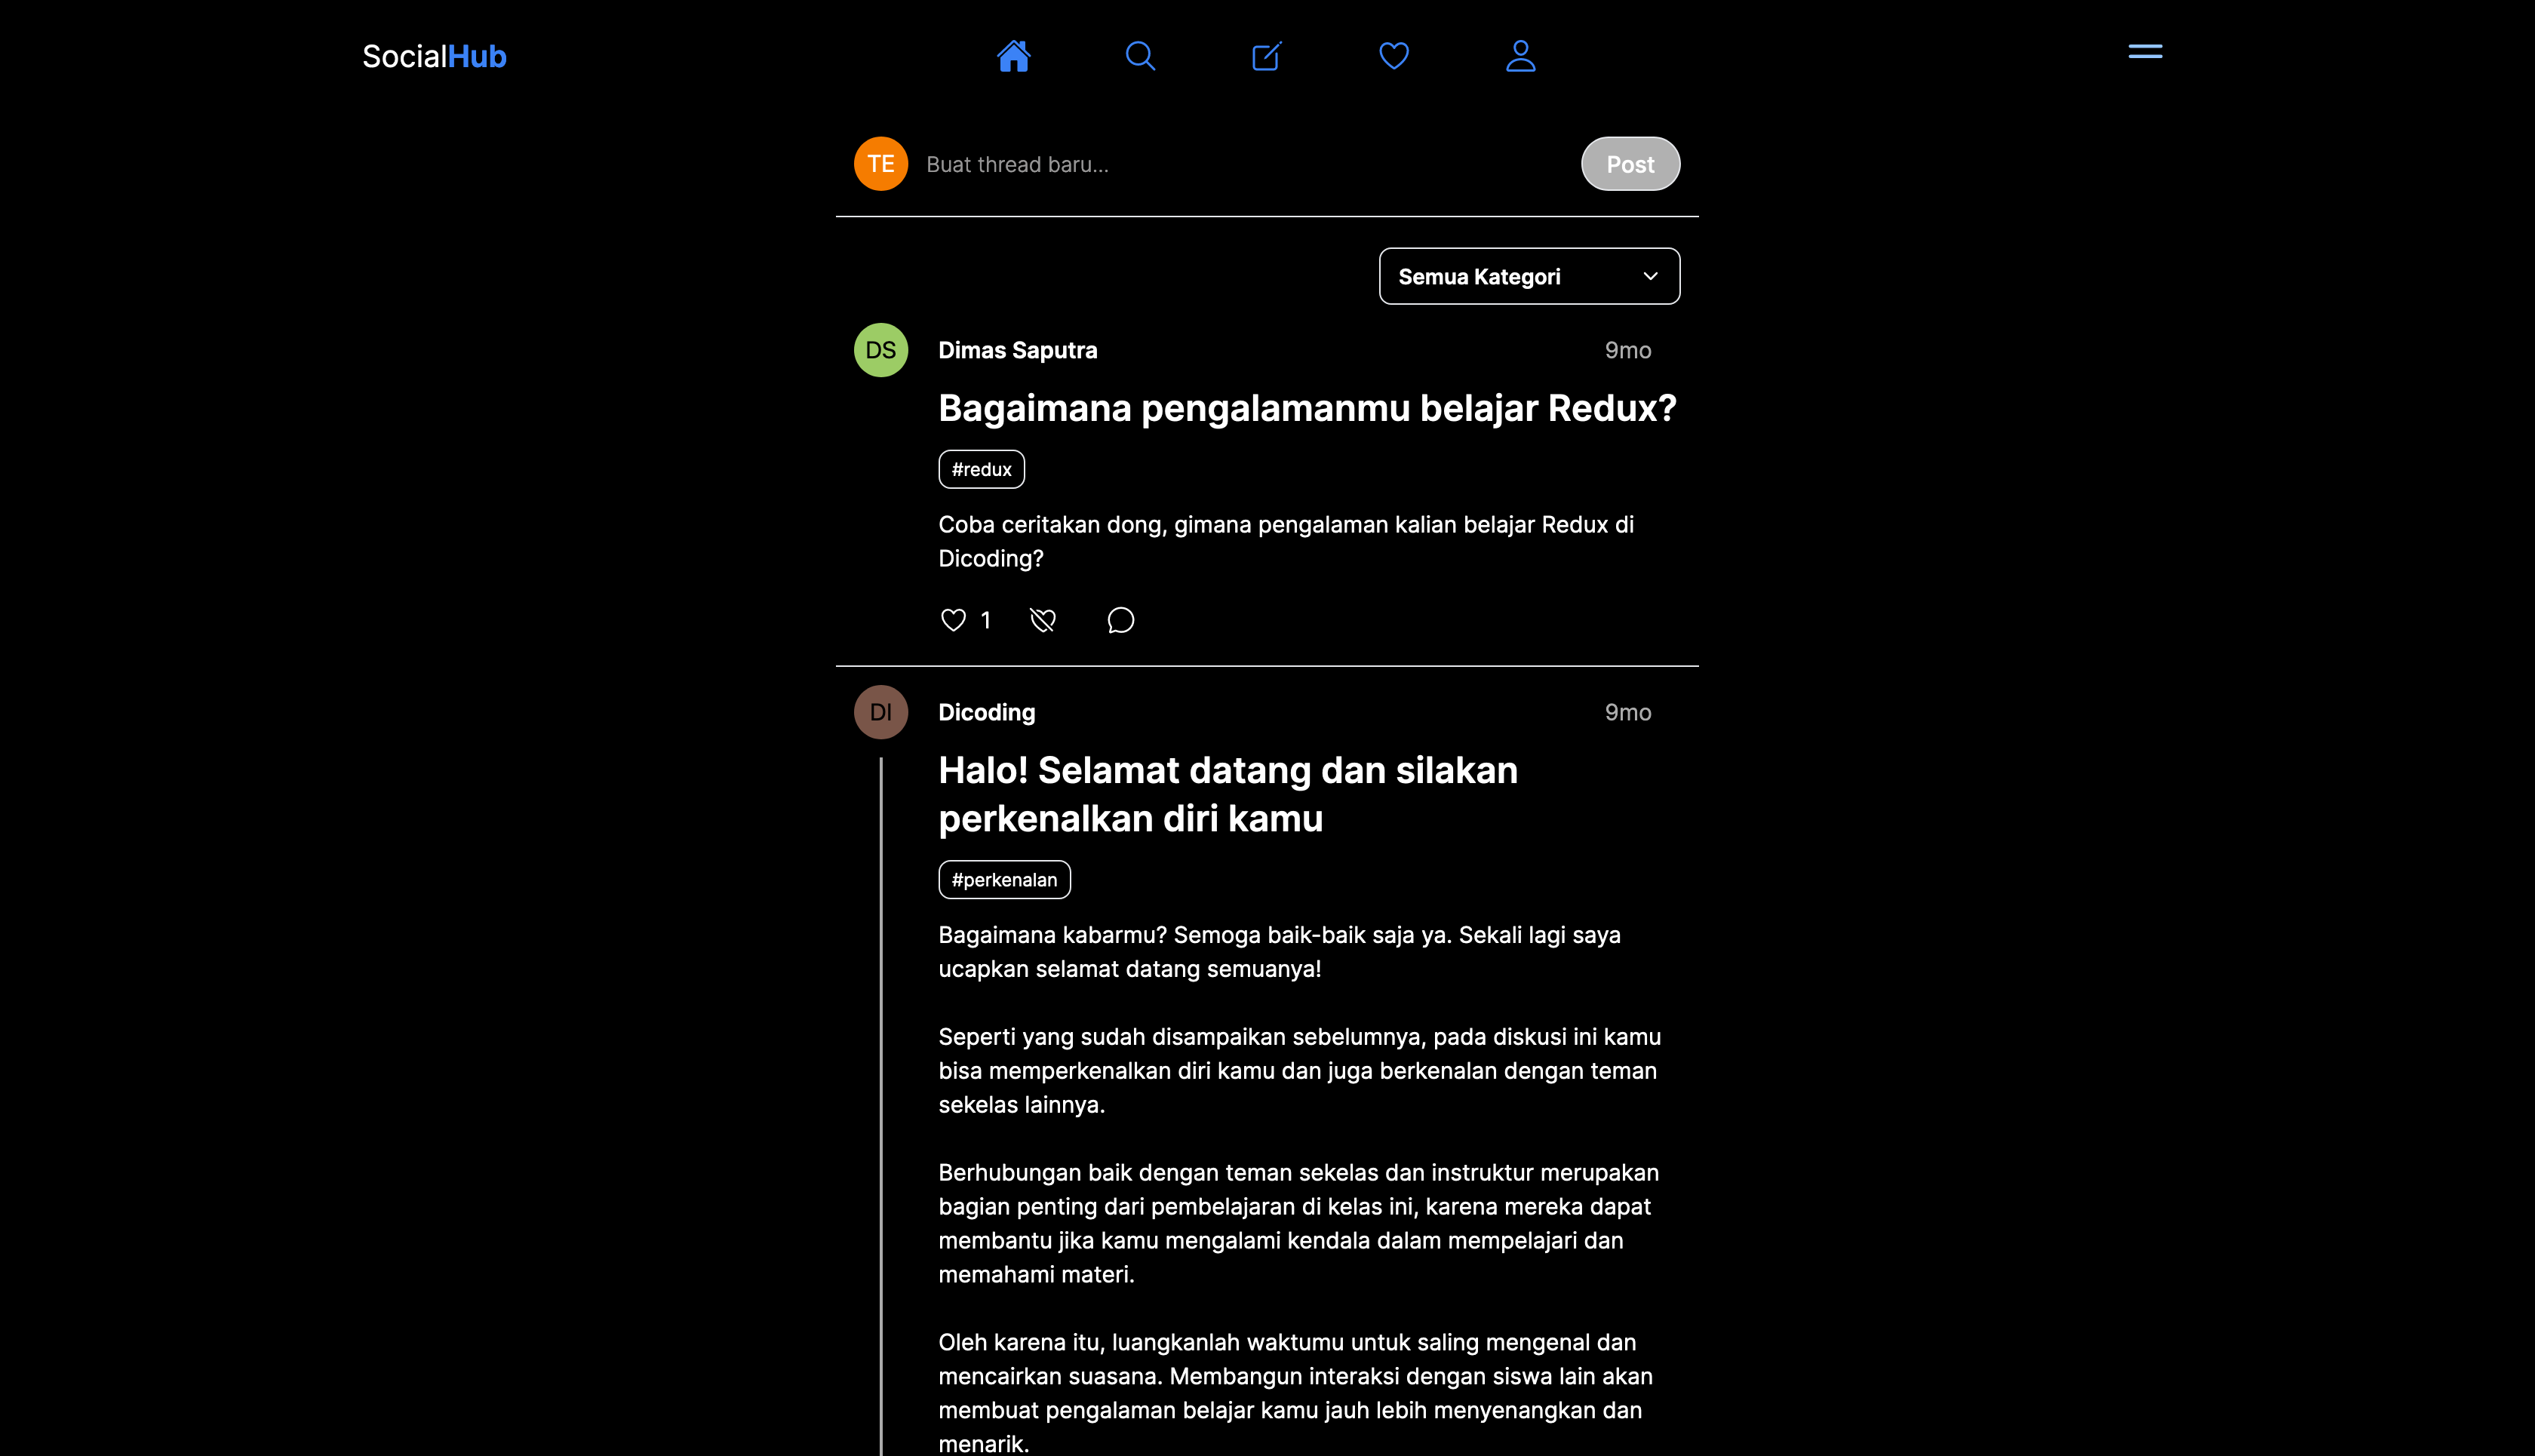 SocialHub
TE
Buat thread baru...
Post
Semua Kategori
DS
Dimas Saputra
9mo
Bagaimana pengalamanmu belajar Redux?
#redux
Coba ceritakan dong, gimana pengalaman kalian belajar Redux di
Dicoding?
1
DI
Dicoding
9mo
Halo! Selamat datang dan silakan
perkenalkan diri kamu
#perkenalan
Bagaimana kabarmu? Semoga baik-baik saja ya. Sekali lagi saya
ucapkan selamat datang semuanya!
Seperti yang sudah disampaikan sebelumnya, pada diskusi ini kamu
bisa memperkenalkan diri kamu dan juga berkenalan dengan teman
sekelas lainnya.
Berhubungan baik dengan teman sekelas dan instruktur merupakan
bagian penting dari pembelajaran di kelas ini, karena mereka dapat
membantu jika kamu mengalami kendala dalam mempelajari dan
memahami materi.
Oleh karena itu, luangkanlah waktumu untuk saling mengenal dan
mencairkan suasana. Membangun interaksi dengan siswa lain akan
membuat pengalaman belajar kamu jauh lebih menyenangkan dan
menarik.